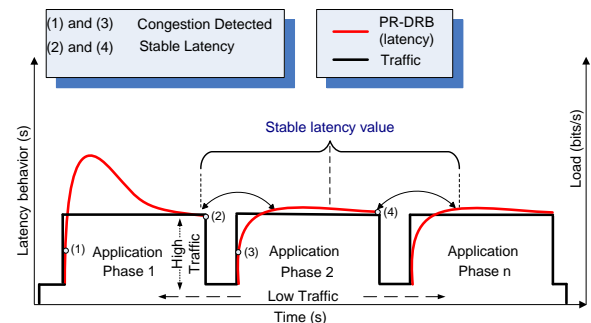 (1) and (3) Congestion Detected
(2) and (4) Stable Latency
PR-DRB
(latency)
Traffic
Latency behavior (s)
Load (bits/s)
Stable latency value
(1)
Application
Phase 1
High
Traffic
(2)
(3)
Application
Phase 2
(4)
Application
Phase n
Low Traffic
Time (s)